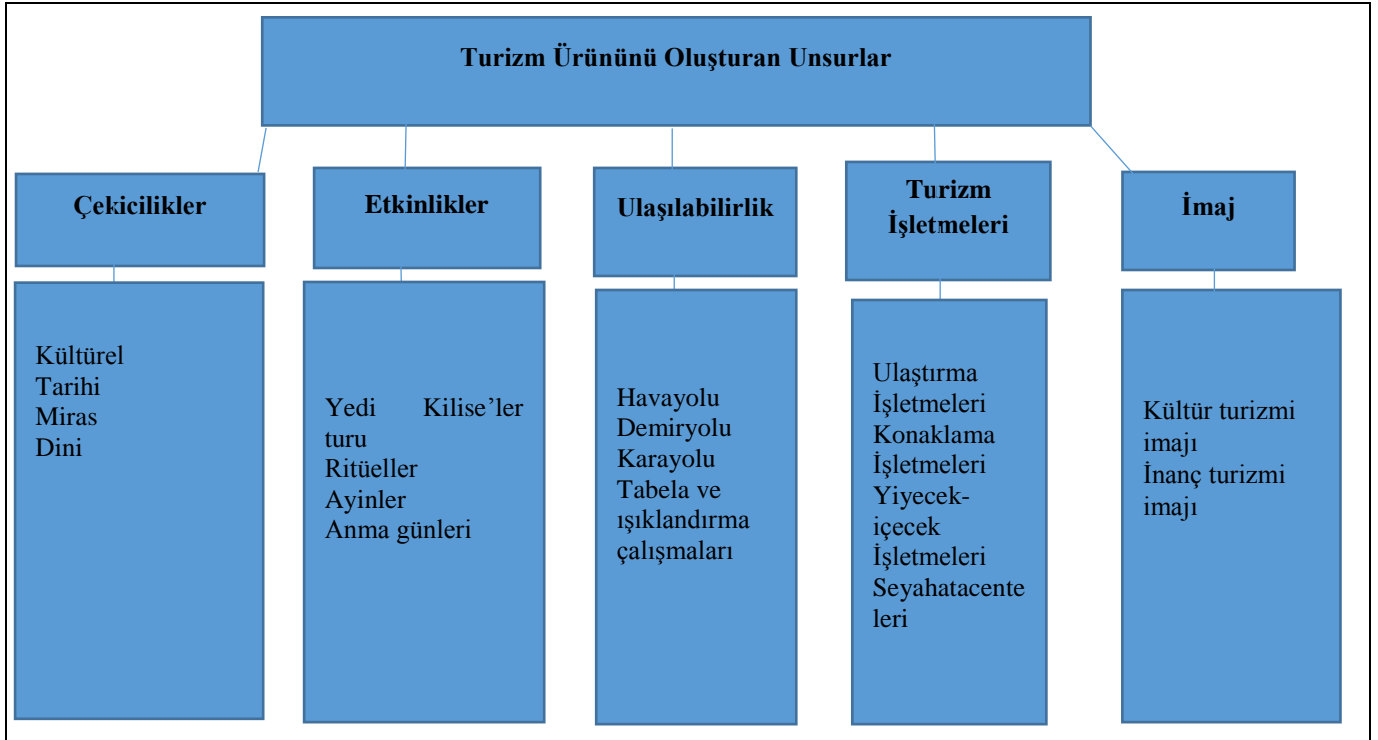 Turizm Ürününü Oluşturan Unsurlar
Çekicilikler
Kültürel
Tarihi
Miras
Dini
Etkinlikler
Yedi Kilise’ler
turu
Ritüeller
Ayinler
Anma günleri
Ulaşılabilirlik
Havayolu
Demiryolu
Karayolu
Tabela ve
ışıklandırma
çalışmaları
Turizm
İşletmeleri
Ulaştırma
İşletmeleri
Konaklama
İşletmeleri
Yiyecek-
içecek
İşletmeleri
Seyahatacente
leri
İmaj
Kültür turizmi
imajı
İnanç turizmi
imajı